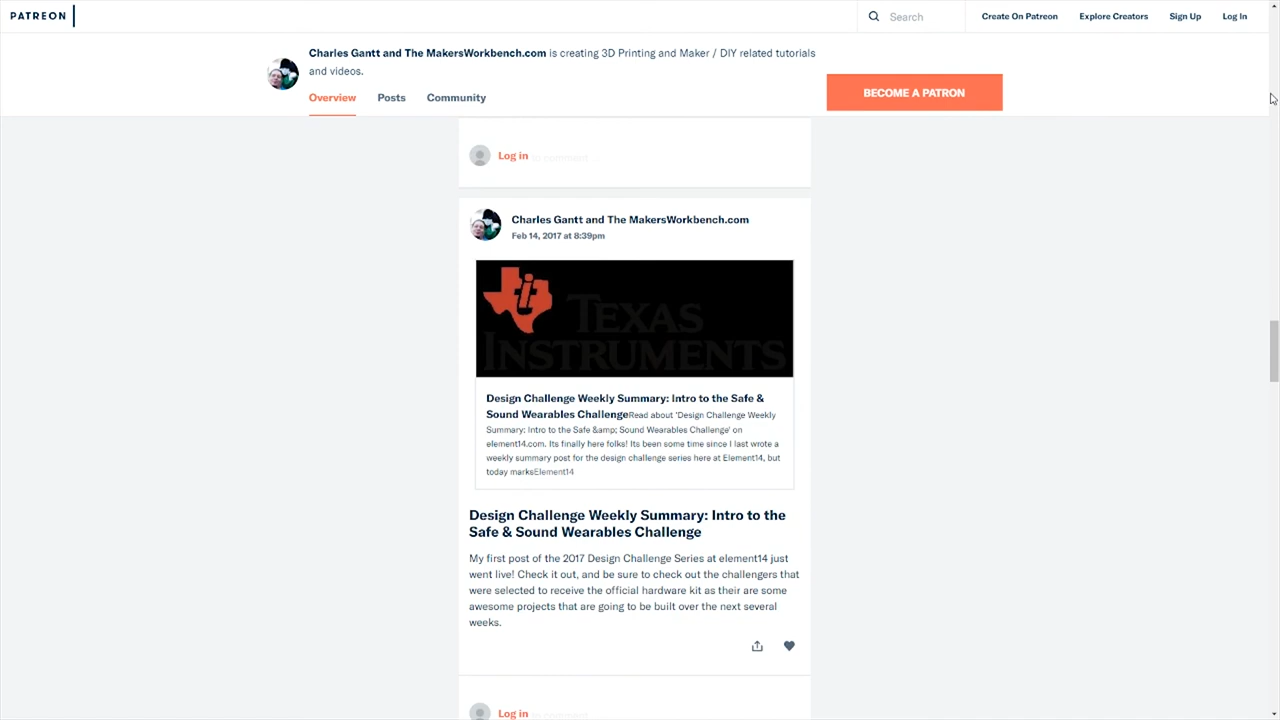 PATREON
Search
Create On Patreon
Explore Creators
Sign Up
Log In
Charles Gantt and The MakersWorkbench.com is creating 3D Printing and Maker / DIY related tutorials
and videos.
BECOME A PATRON
Overview
Posts
Community
Log in to comment...
Charles Gantt and The MakersWorkbench.com
Feb 14, 2017 at 8:39pm
TEXAS
INSTRUMENTS
Design Challenge Weekly Summary: Intro to the Safe &
Sound Wearables ChallengeRead about 'Design Challenge Weekly
Summary: Intro to the Safe &amp; Sound Wearables Challenge' on
element14.com. Its finally here folks! Its been some time since I last wrote a
weekly summary post for the design challenge series here at Element14, but
today marksElement14
Design Challenge Weekly Summary: Intro to the
Safe & Sound Wearables Challenge
My first post of the 2017 Design Challenge Series at element14 just
went live! Check it out, and be sure to check out the challengers that
were selected to receive the official hardware kit as their are some
awesome projects that are going to be built over the next several
weeks.
Log in